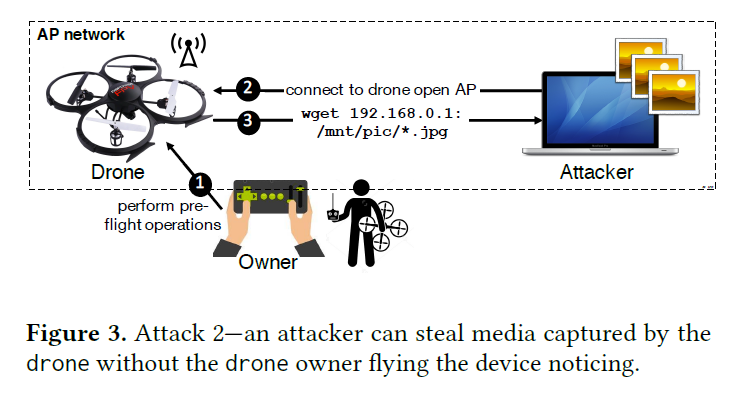 AP network
2
connect to drone open AP
3
wget 192.168.0.1:
/mnt/pic/*.jpg
Drone
Attacker
1
perform pre-
flight operations
Owner
Figure 3. Attack 2—an attacker can steal media captured by the
drone without the drone owner flying the device noticing.